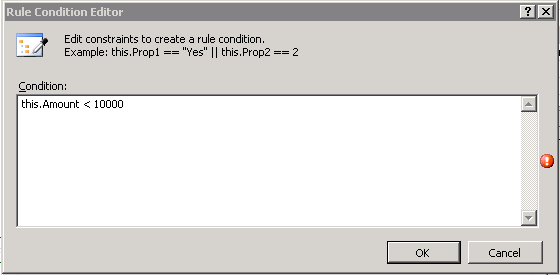 Rule Condition Editor
Edit constraints to create a rule condition.
Example: this.Prop1 == "Yes" || this.Prop2 == 2
Condition:
this.Amount < 10000
OK
Cancel